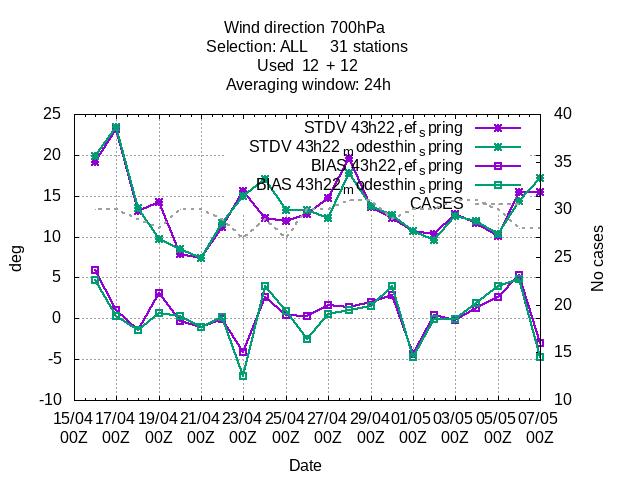 Wind direction 700hPa
Selection: ALL 31 stations
Used 12 + 12
Averaging window: 24h
25 20 15 10 5 0 -5 -10
deg
STDV 43h22_ref_spring
STDV 43h22_modesthin_spring
BIAS 43h22_ref_spring
BIAS 43h22_modesthin_spring
CASES
40 35 30 25 20 15 10
No cases
15/04 17/04 19/04 21/04 23/04 25/04 27/04 29/04 01/05 03/05 05/05 07/05
00Z 00Z 00Z 00Z 00Z 00Z 00Z 00Z 00Z 00Z 00Z 00Z
Date